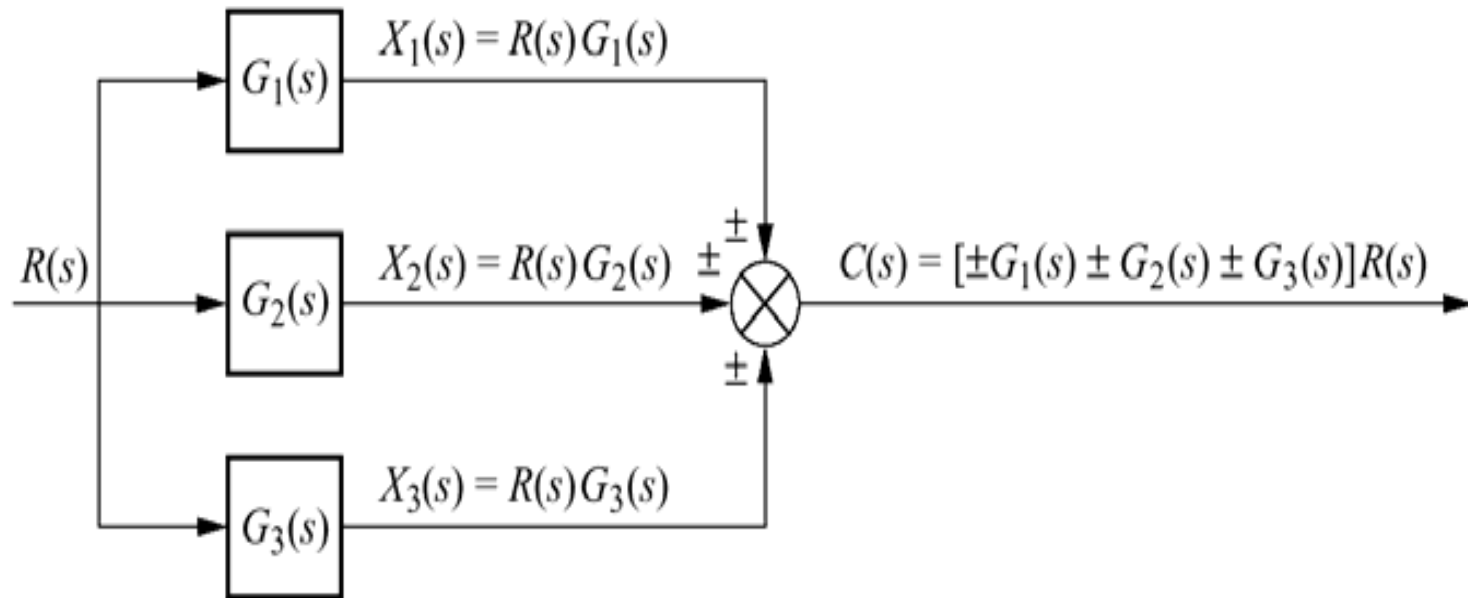 G₁(s)
X₁(s) = R(s)G₁(s)
±
R(s)
G₂(s)
X₂(s) = R(s)G₂(s)
±
C(s) = [±G₁(s) ± G₂(s) ± G₃(s)]R(s)
±
G₃(s)
X₃(s) = R(s)G₃(s)